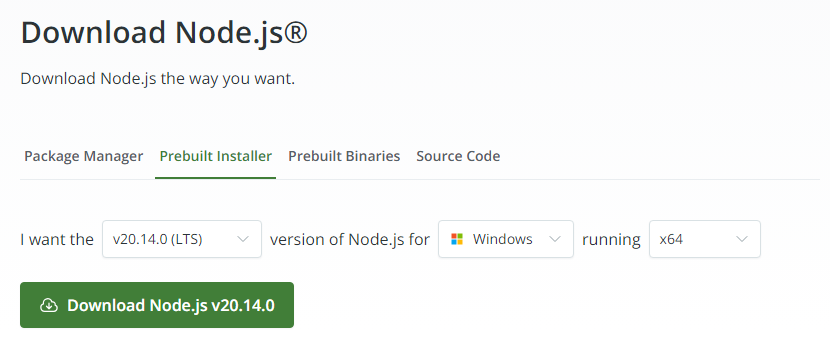 Download Node.js®
Download Node.js the way you want.
Package Manager Prebuilt Installer Prebuilt Binaries Source Code
I want the v20.14.0 (LTS) version of Node.js for Windows running x64
Download Node.js v20.14.0